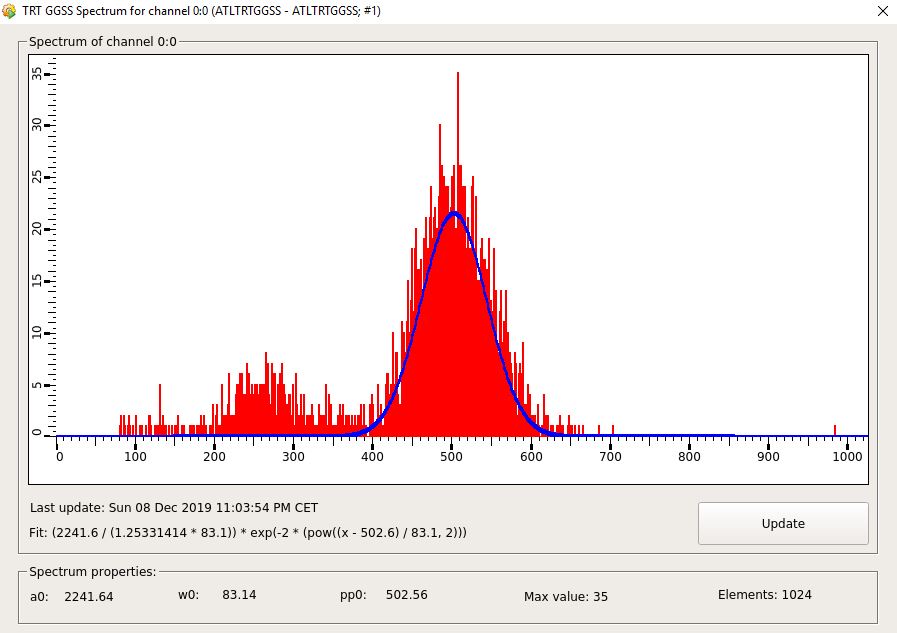 TRT GGSS Spectrum for channel 0:0 (ATLTRTGGSS - ATLTRTGGSS; #1)
Spectrum of channel 0:0
35
30
25
20
15
10
5
0
0 100 200 300 400 500 600 700 800 900 1000
Last update: Sun 08 Dec 2019 11:03:54 PM CET
Fit: (2241.6 / (1.25331414 * 83.1)) * exp(-2 * (pow((x - 502.6) / 83.1, 2)))
Update
Spectrum properties:
a0: 2241.64 w0: 83.14 pp0: 502.56 Max value: 35 Elements: 1024